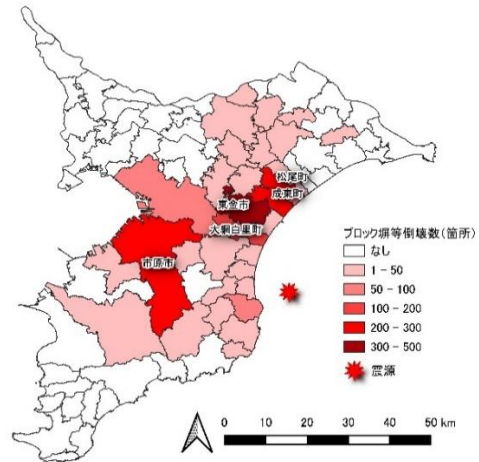 松尾町
成東町
東金市
大網白里町
市原市
ブロック塀等倒壊数(箇所)
なし
1 - 50
50 - 100
100 - 200
200 - 300
300 - 500
震源
0 10 20 30 40 50 km